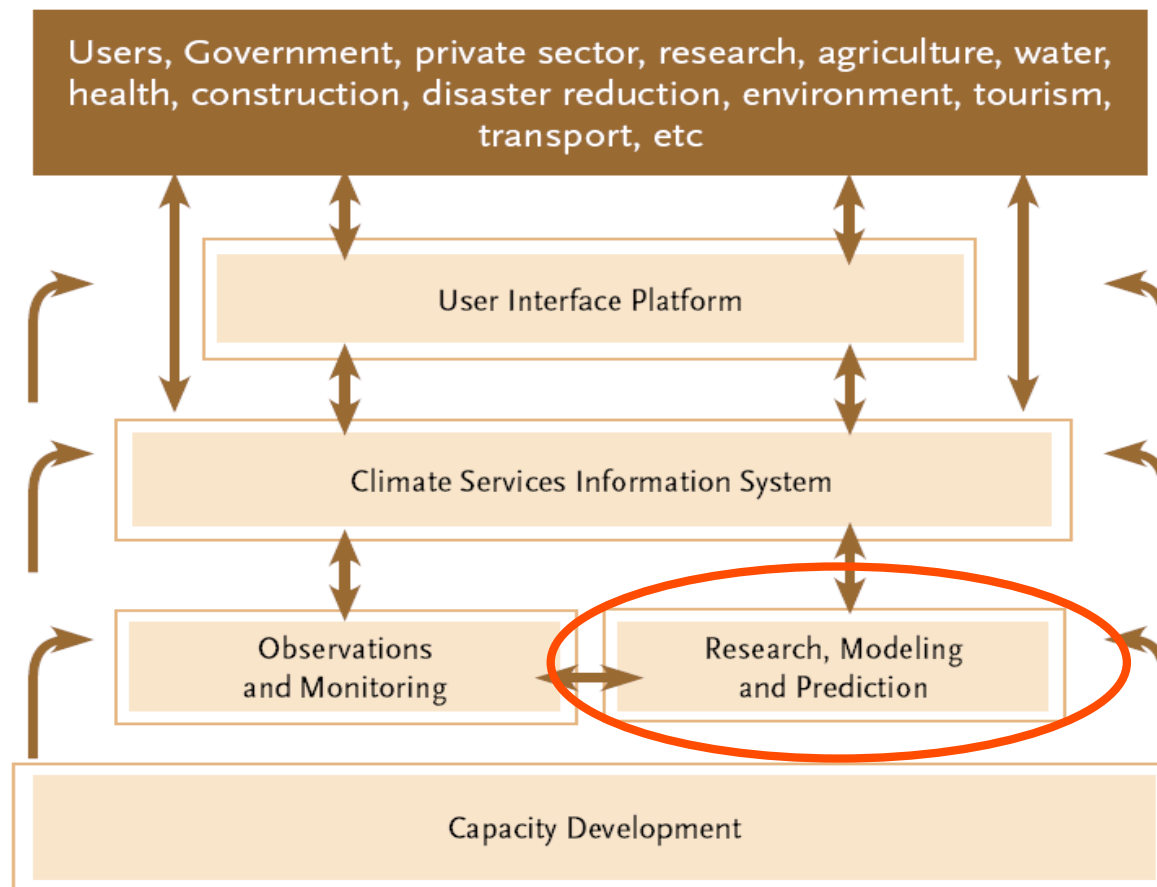 Users, Government, private sector, research, agriculture, water,
health, construction, disaster reduction, environment, tourism,
transport, etc
User Interface Platform
Climate Services Information System
Observations
and Monitoring
Research, Modeling
and Prediction
Capacity Development